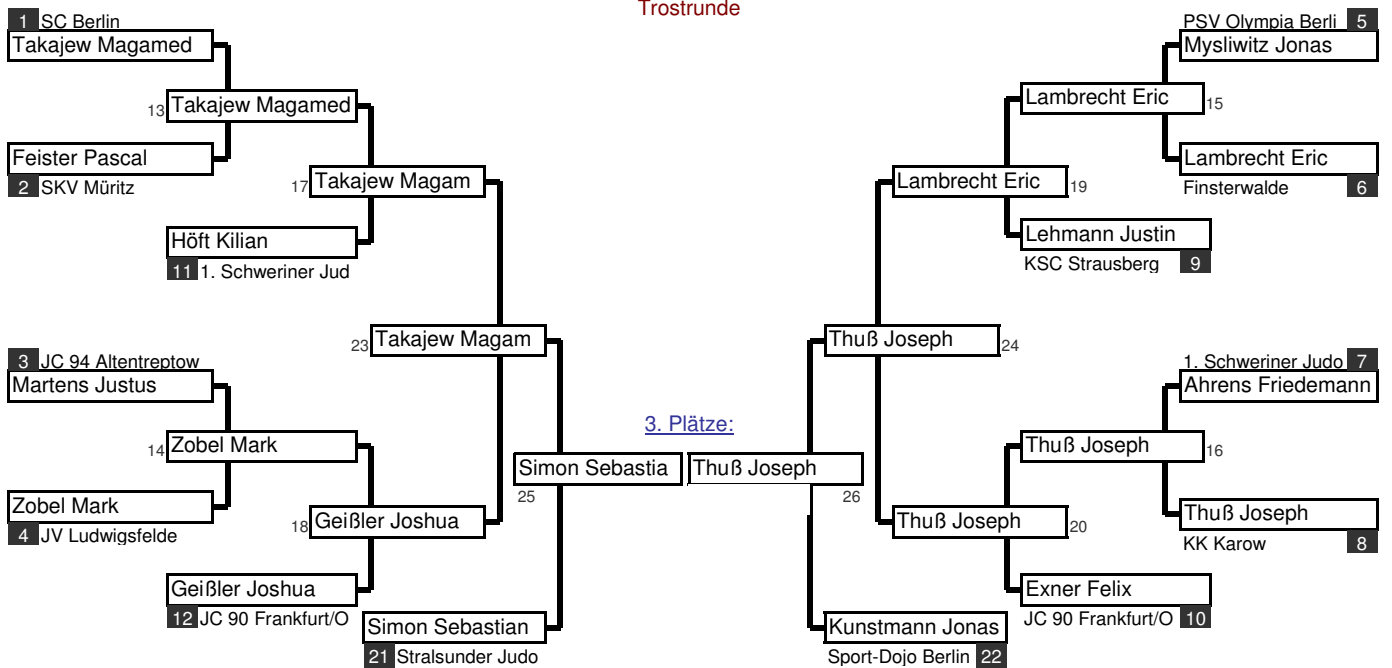 Trostrunde
1 SC Berlin
Takajew Magamed
13 Takajew Magamed
Feister Pascal
2 SKV Müritz
17 Takajew Magam
Höft Kilian
11 1. Schweriner Jud
23 Takajew Magam
3 JC 94 Altentreptow
Martens Justus
14 Zobel Mark
Zobel Mark
4 JV Ludwigsfelde
18 Geißler Joshua
Geißler Joshua
12 JC 90 Frankfurt/O
Simon Sebastian
21 Stralsunder Judo
3. Plätze:
Simon Sebastia
25
Thuß Joseph
26
PSV Olympia Berli 5
Mysliwitz Jonas
Lambrecht Eric 15
Lambrecht Eric
Finsterwalde 6
Lambrecht Eric 19
Lehmann Justin
KSC Strausberg 9
Thuß Joseph 24
1. Schweriner Judo 7
Ahrens Friedemann
Thuß Joseph 16
Thuß Joseph
KK Karow 8
Thuß Joseph 20
Exner Felix
JC 90 Frankfurt/O 10
Kunstmann Jonas
Sport-Dojo Berlin 22